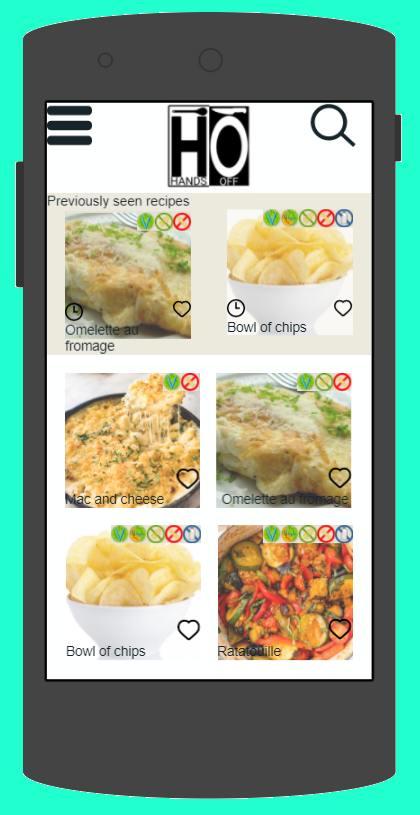 HO
HANDS OFF
Previously seen recipes
Omelette au
fromage
Bowl of chips
Mac and cheese
Omelette au fromage
Bowl of chips
Ratatouille